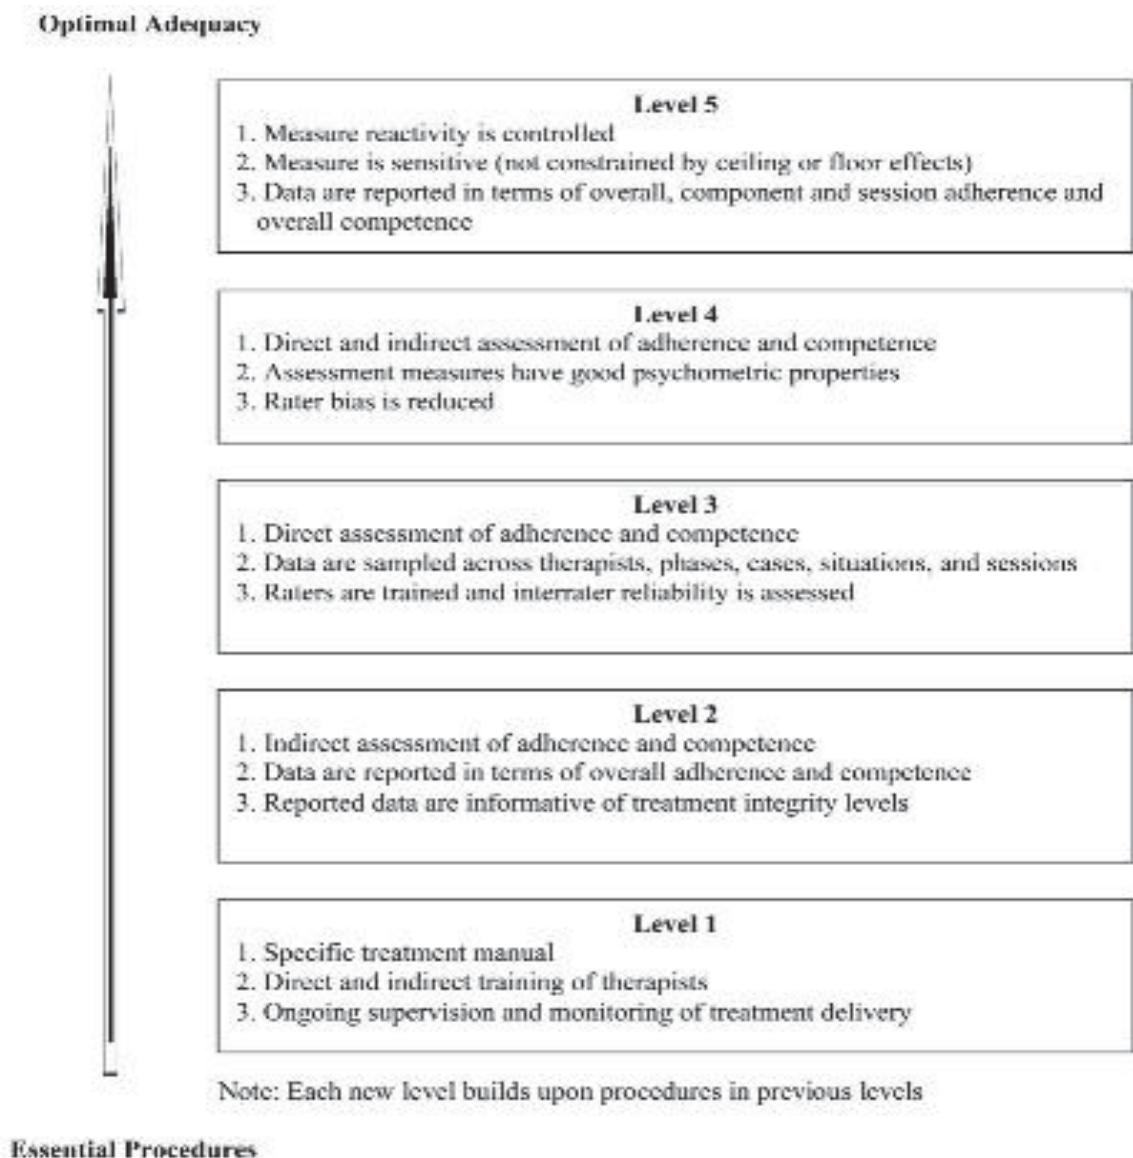 Optimal Adequacy
Level 5
1. Measure reactivity is controlled
2. Measure is sensitive (not constrained by ceiling or floor effects)
3. Data are reported in terms of overall, component and session adherence and
overall competence
Level 4
1. Direct and indirect assessment of adherence and competence
2. Assessment measures have good psychometric properties
3. Rater bias is reduced
Level 3
1. Direct assessment of adherence and competence
2. Data are sampled across therapists, phases, cases, situations, and sessions
3. Raters are trained and interrater reliability is assessed
Level 2
1. Indirect assessment of adherence and competence
2. Data are reported in terms of overall adherence and competence
3. Reported data are informative of treatment integrity levels
Level 1
1. Specific treatment manual
2. Direct and indirect training of therapists
3. Ongoing supervision and monitoring of treatment delivery
Note: Each new level builds upon procedures in previous levels
Essential Procedures